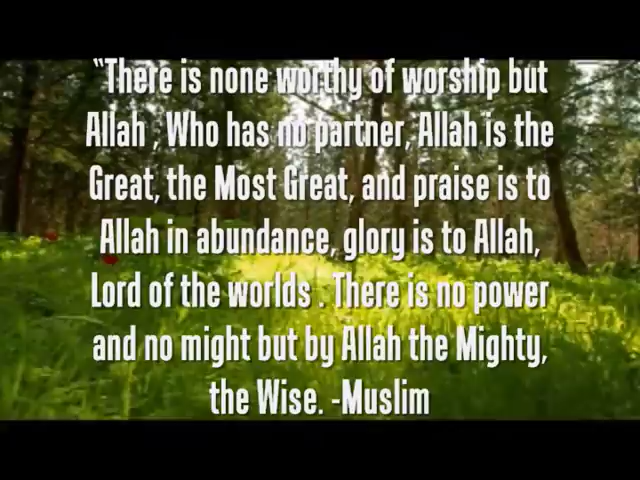 “There is none worthy of worship but
Allah , Who has no partner, Allah is the
Great, the Most Great, and praise is to
Allah in abundance, glory is to Allah,
Lord of the worlds . There is no power
and no might but by Allah the Mighty,
the Wise. -Muslim